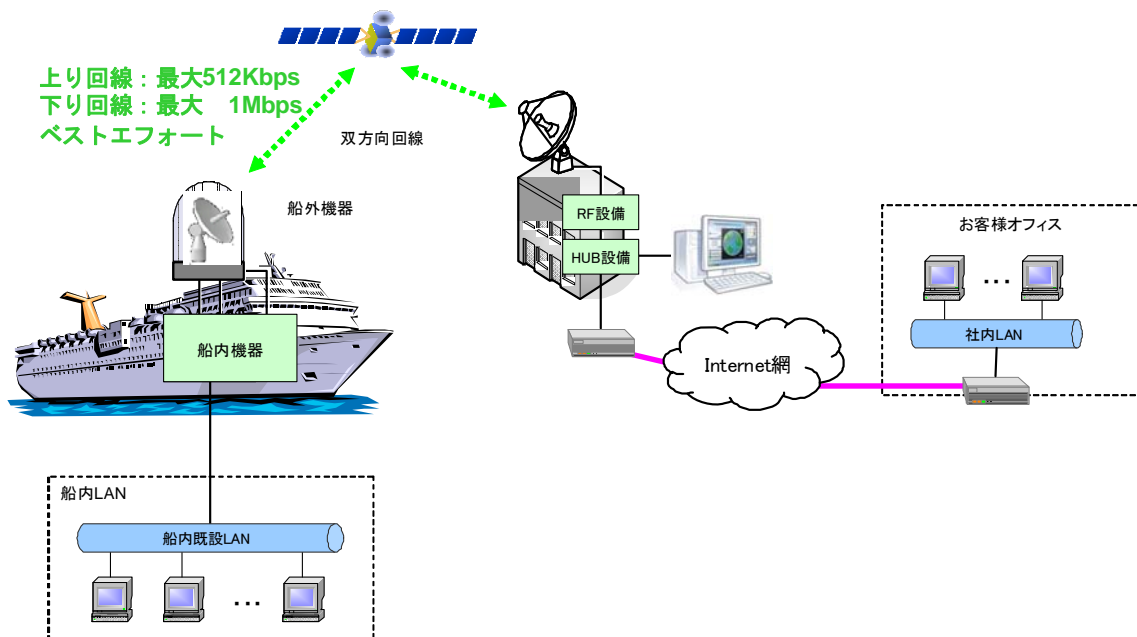 上り回線：最大512Kbps
下り回線：最大　1Mbps
ベストエフォート
双方向回線
船外機器
RF設備
HUB設備
お客様オフィス
...
社内LAN
船内機器
Internet網
船内LAN
船内既設LAN
...